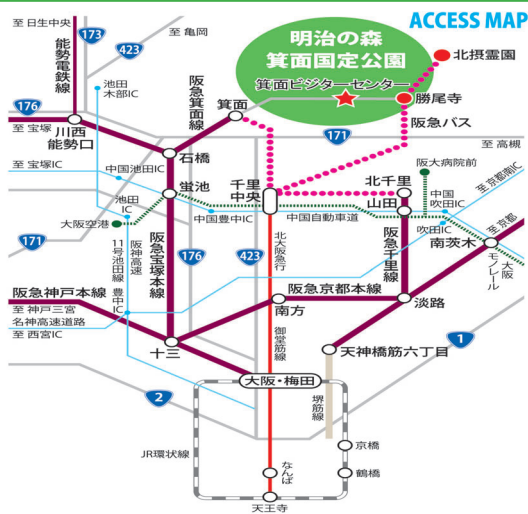 ACCESS MAP
至 日生中央
173
423
至 亀岡
明治の森
箕面国定公園
北摂霊園
能勢電鉄線
池田
木部IC
阪急箕面線
箕面
箕面ビジターセンター
勝尾寺
176
至 宝塚
川西
能勢口
171
阪急バス
至 高槻
石橋
阪大病院前
至 宝塚IC
中国池田IC
千里
中央
北千里
至 京都南IC
蛍池
山田
中国
吹田IC
池田
IC
大阪空港
中国豊中IC
中国自動車道
吹田IC
至 京都
171
11号池田線
阪神高速
阪急宝塚本線
176
423
北大阪急行
阪急千里線
南茨木
大阪
モノレール
豊中
IC
阪急神戸本線
阪急京都本線
至 神戸三宮
南方
淡路
名神高速道路
至 西宮IC
御堂筋線
十三
天神橋筋六丁目
1
大阪・梅田
2
堺筋線
JR環状線
京橋
なんば
鶴橋
天王寺